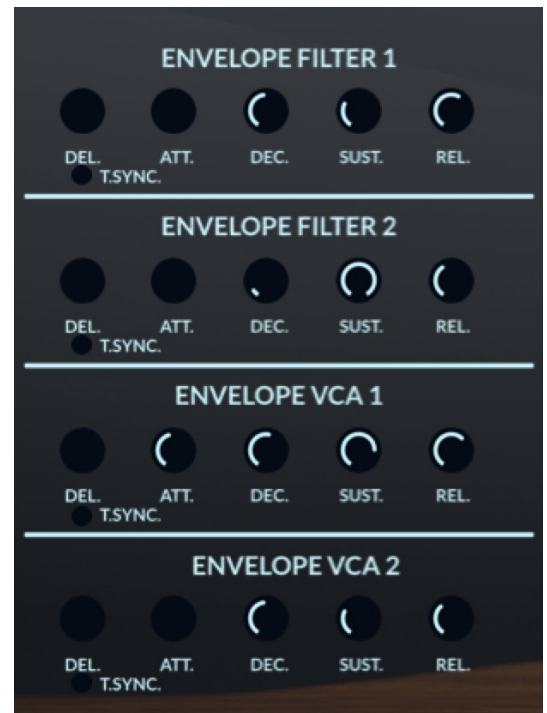 ENVELOPE FILTER 1
DEL. ATT. DEC. SUST. REL.
T.SYNC.
ENVELOPE FILTER 2
DEL. ATT. DEC. SUST. REL.
T.SYNC.
ENVELOPE VCA 1
DEL. ATT. DEC. SUST. REL.
T.SYNC.
ENVELOPE VCA 2
DEL. ATT. DEC. SUST. REL.
T.SYNC.